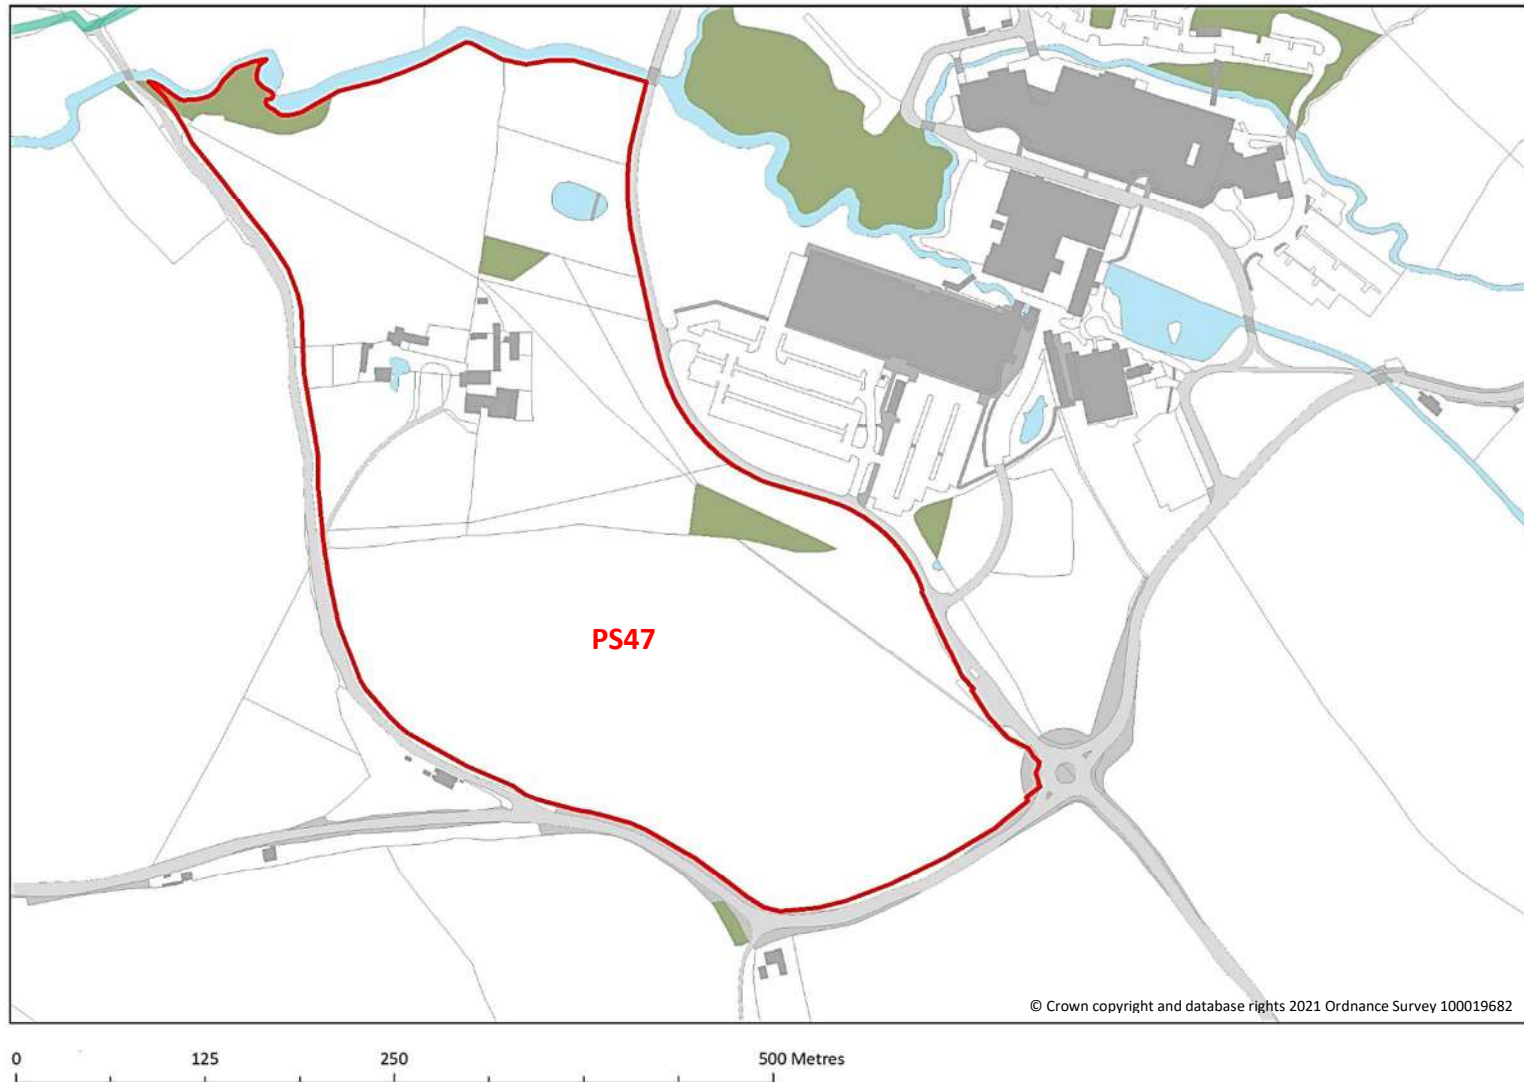 PS47
© Crown copyright and database rights 2021 Ordnance Survey 100019682
0 125 250 500 Metres